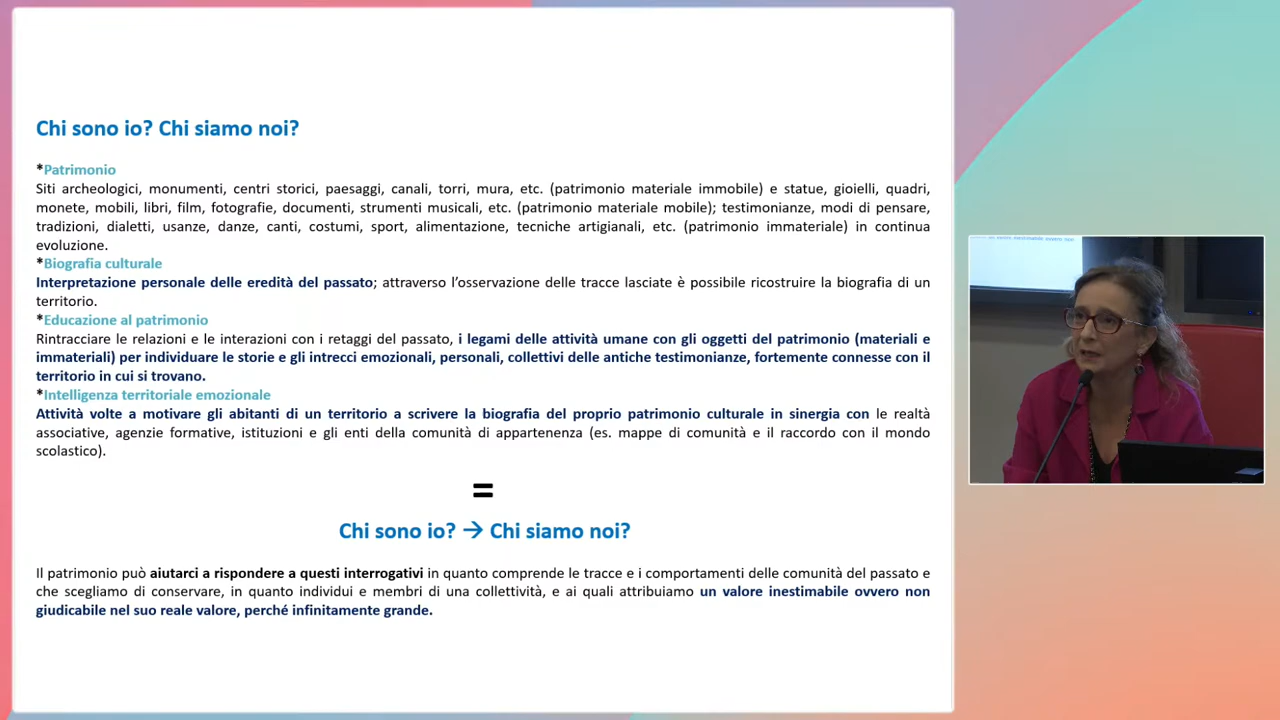 Chi sono io? Chi siamo noi?
*Patrimonio
Siti archeologici, monumenti, centri storici, paesaggi, canali, torri, mura, etc. (patrimonio materiale immobile) e statue, gioielli, quadri,
monete, mobili, libri, film, fotografie, documenti, strumenti musicali, etc. (patrimonio materiale mobile); testimonianze, modi di pensare,
tradizioni, dialetti, usanze, danze, canti, costumi, sport, alimentazione, tecniche artigianali, etc. (patrimonio immateriale) in continua
evoluzione.
*Biografia culturale
Interpretazione personale delle eredità del passato; attraverso l’osservazione delle tracce lasciate è possibile ricostruire la biografia di un
territorio.
*Educazione al patrimonio
Rintracciare le relazioni e le interazioni con i retaggi del passato, i legami delle attività umane con gli oggetti del patrimonio (materiali e
immateriali) per individuare le storie e gli intrecci emozionali, personali, collettivi delle antiche testimonianze, fortemente connesse con il
territorio in cui si trovano.
*Intelligenza territoriale emozionale
Attività volte a motivare gli abitanti di un territorio a scrivere la biografia del proprio patrimonio culturale in sinergia con le realtà
associative, agenzie formative, istituzioni e gli enti della comunità di appartenenza (es. mappe di comunità e il raccordo con il mondo
scolastico).
=
Chi sono io? → Chi siamo noi?
Il patrimonio può aiutarci a rispondere a questi interrogativi in quanto comprende le tracce e i comportamenti delle comunità del passato e
che scegliamo di conservare, in quanto individui e membri di una collettività, e ai quali attribuiamo un valore inestimabile ovvero non
giudicabile nel suo reale valore, perché infinitamente grande.